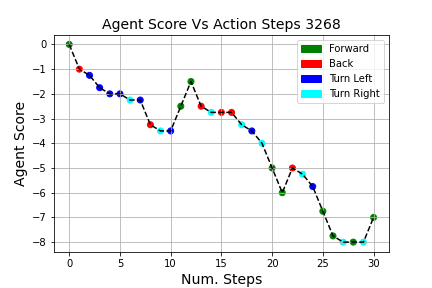 Agent Score Vs Action Steps 3268
Forward
Back
Turn Left
Turn Right
Agent Score
0
−1
−2
−3
−4
−5
−6
−7
−8
0 5 10 15 20 25 30
Num. Steps